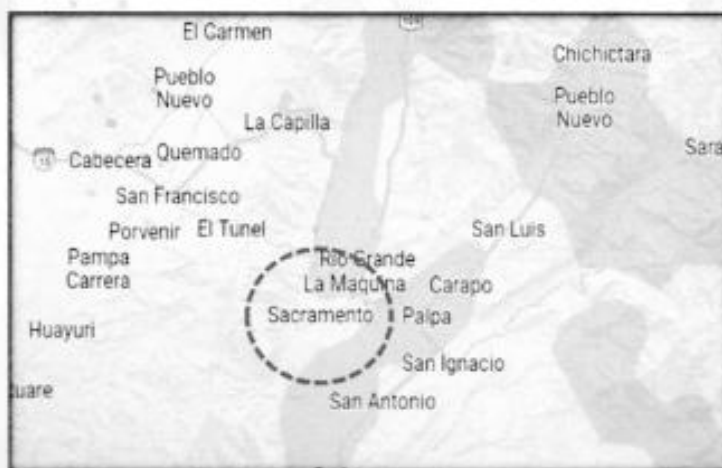 El Carmen
Chichictara
Pueblo
Nuevo
Pueblo
Nuevo
La Capilla
Sara
Cabecera
Quemado
San Francisco
Porvenir
El Tunel
San Luis
Pampa
Carrera
Rio Grande
La Maquina
Carapo
Sacramento
Palpa
Huayuri
San Ignacio
uare
San Antonio